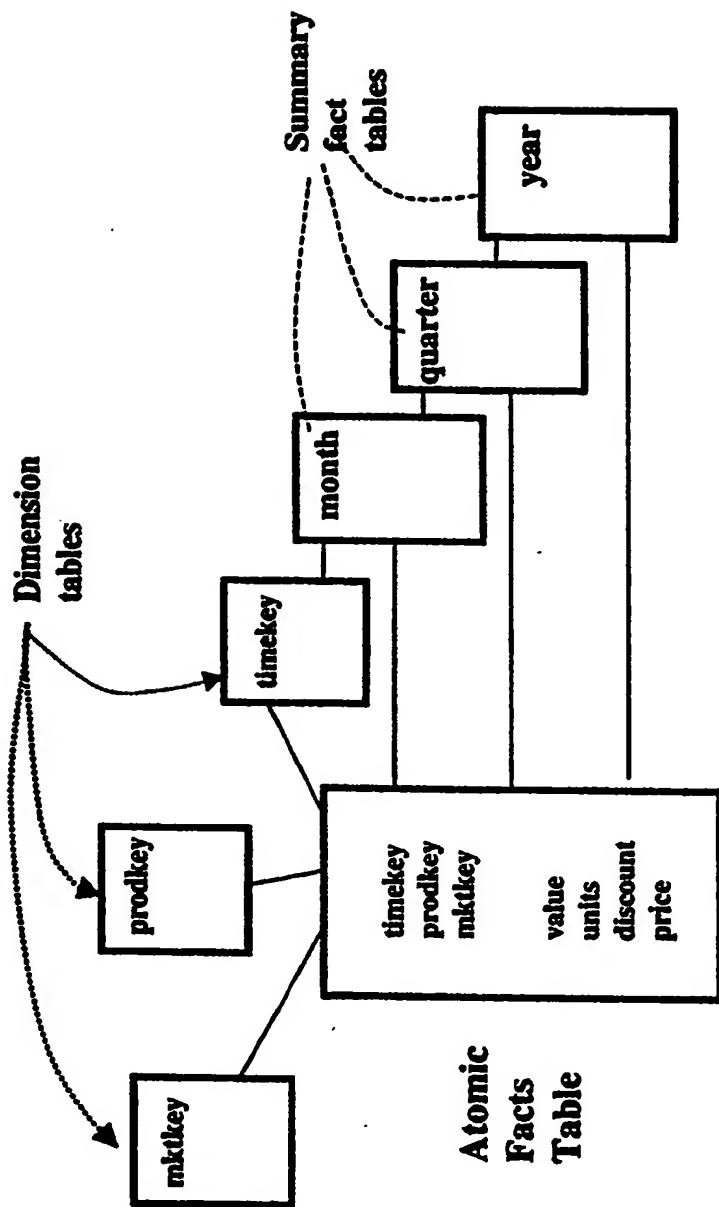 Dimension
tables
Summary
fact
tables
mktkey
prodkey
timekey
month
quarter
year
timekey
prodkey
mktkey
value
units
discount
price
Atomic
Facts
Table